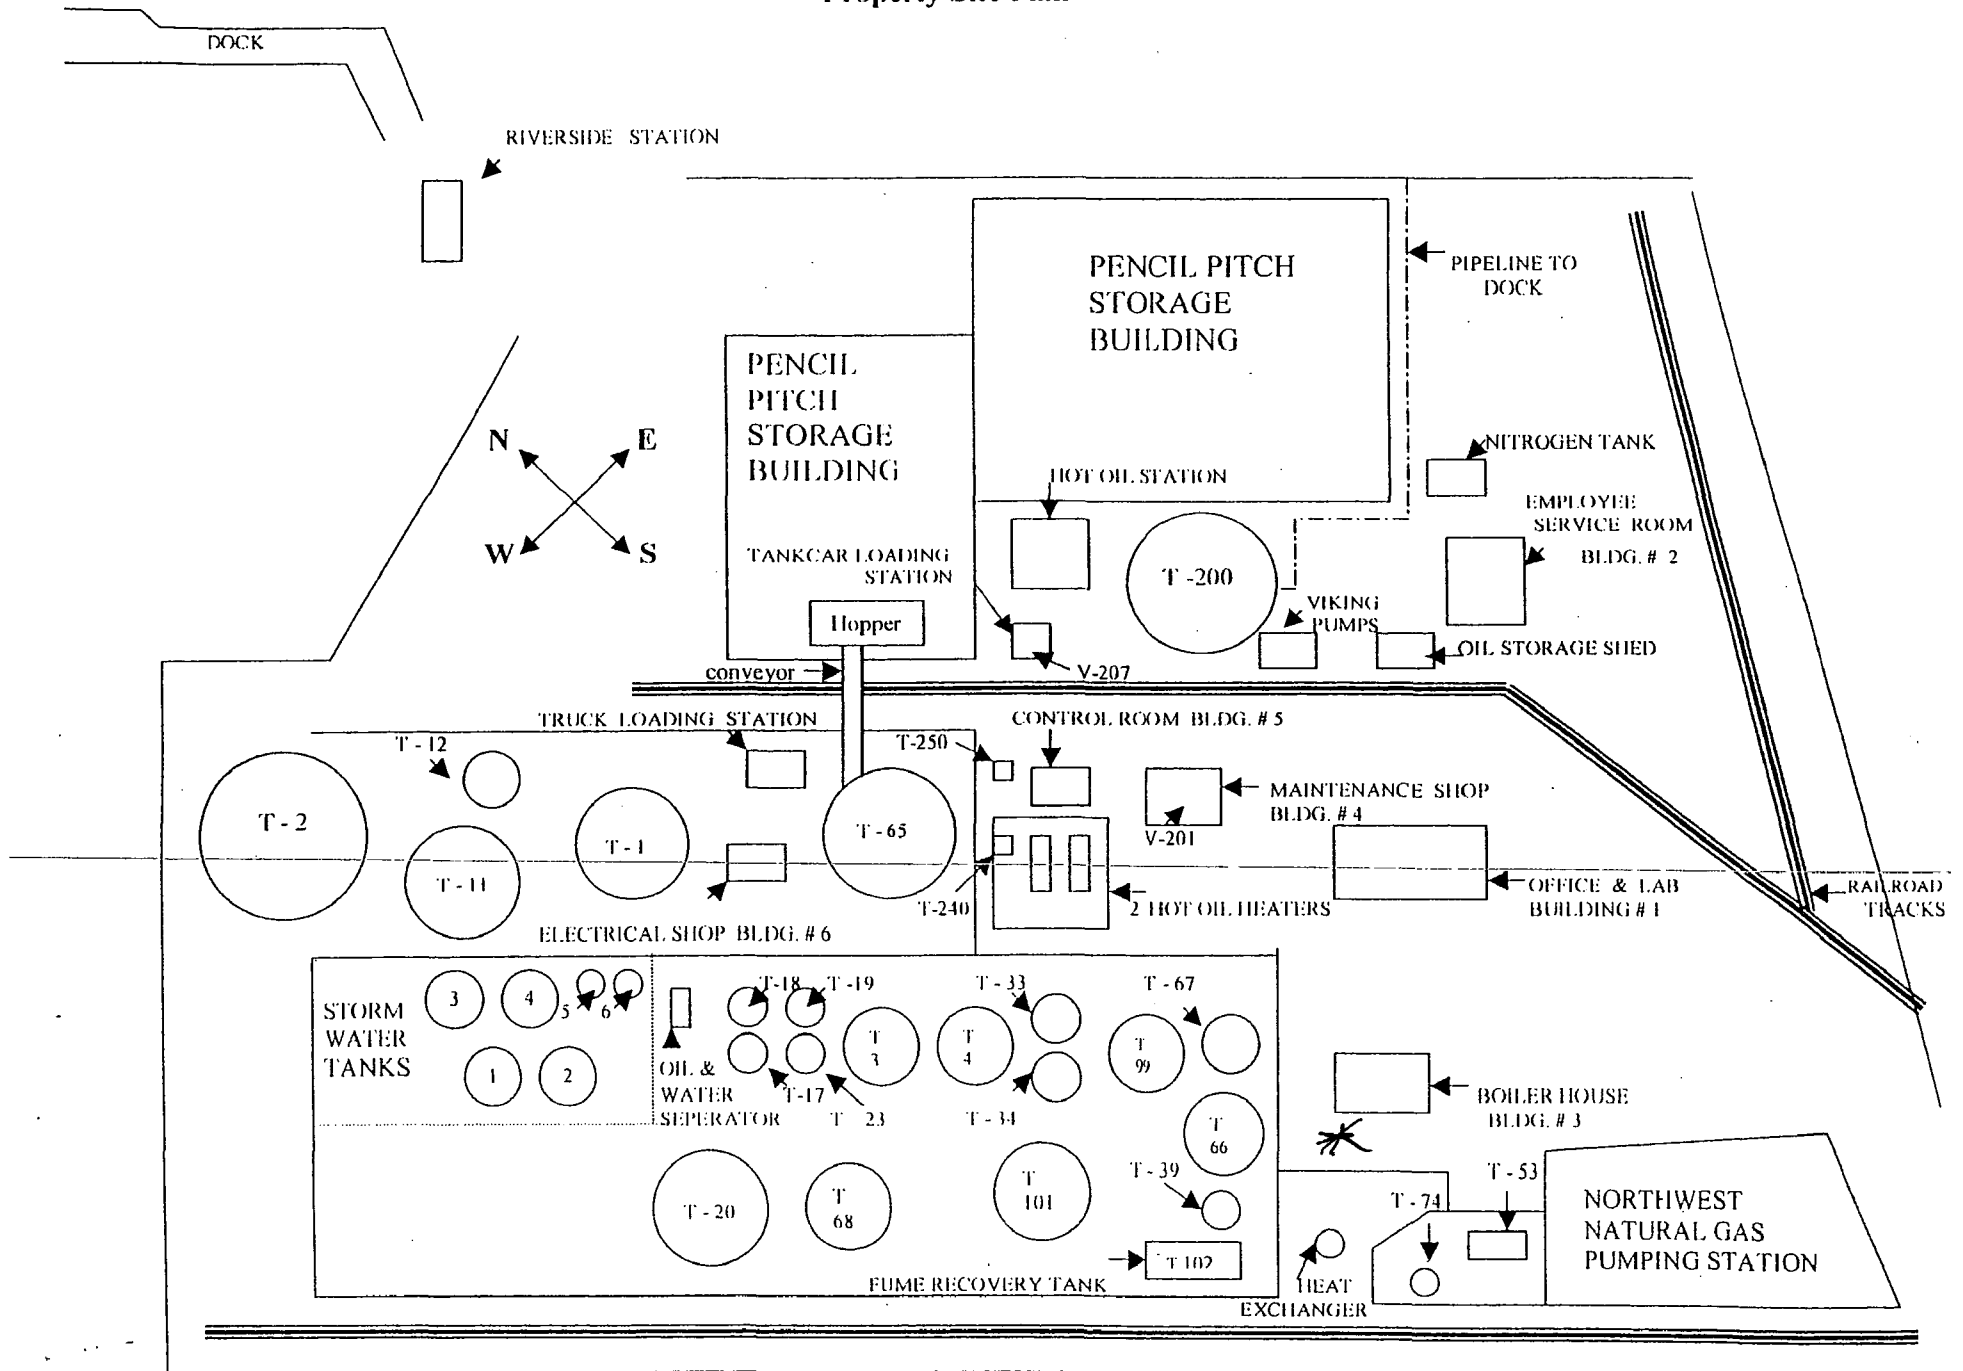 DOCK
RIVERSIDE STATION
PENCIL PITCH
STORAGE
BUILDING
PIPELINE TO
DOCK
PENCIL
PITCH
STORAGE
BUILDING
N
E
W
S
NITROGEN TANK
HOT OIL STATION
EMPLOYEE
SERVICE ROOM
BLDG. # 2
TANKCAR LOADING
STATION
T -200
VIKING
PUMPS
Hopper
OIL STORAGE SHED
conveyor
V-207
TRUCK LOADING STATION
CONTROL ROOM BLDG. # 5
T - 12
T-250
MAINTENANCE SHOP
BLDG. # 4
V-201
T - 2
T - 1
T - 65
T - 11
T-240
2 HOT OIL HEATERS
OFFICE & LAB
BUILDING # 1
RAILROAD
TRACKS
ELECTRICAL SHOP BLDG. # 6
STORM
WATER
TANKS
3
4
5
6
1
2
T-18
T -19
T - 33
T - 67
T
3
T
4
T
99
OIL &
WATER
SEPERATOR
T-17
T 23
T - 34
BOILER HOUSE
BLDG. # 3
T
66
T - 39
T - 20
T
68
T
101
T 102
FUME RECOVERY TANK
HEAT
EXCHANGER
T - 74
T - 53
NORTHWEST
NATURAL GAS
PUMPING STATION